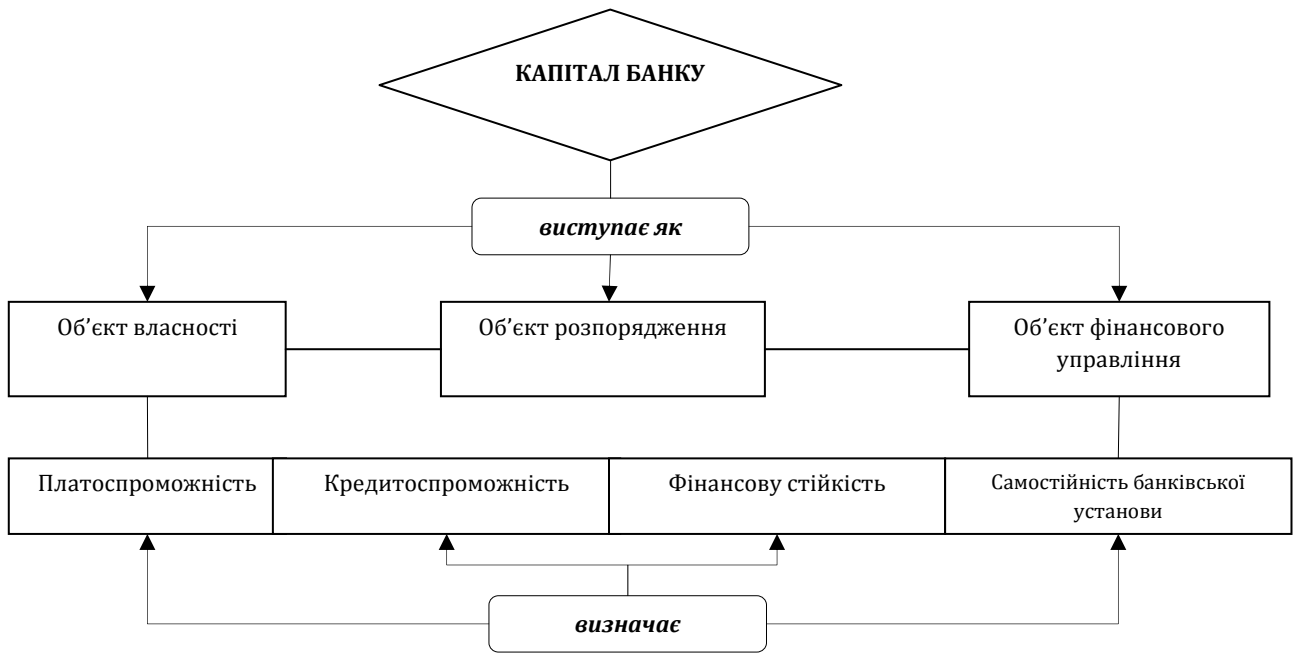 КАПІТАЛ БАНКУ
виступає як
Об’єкт власності
Об’єкт розпорядження
Об’єкт фінансового
управління
Платоспроможність
Кредитоспроможність
Фінансову стійкість
Самостійність банківської
установи
визначає